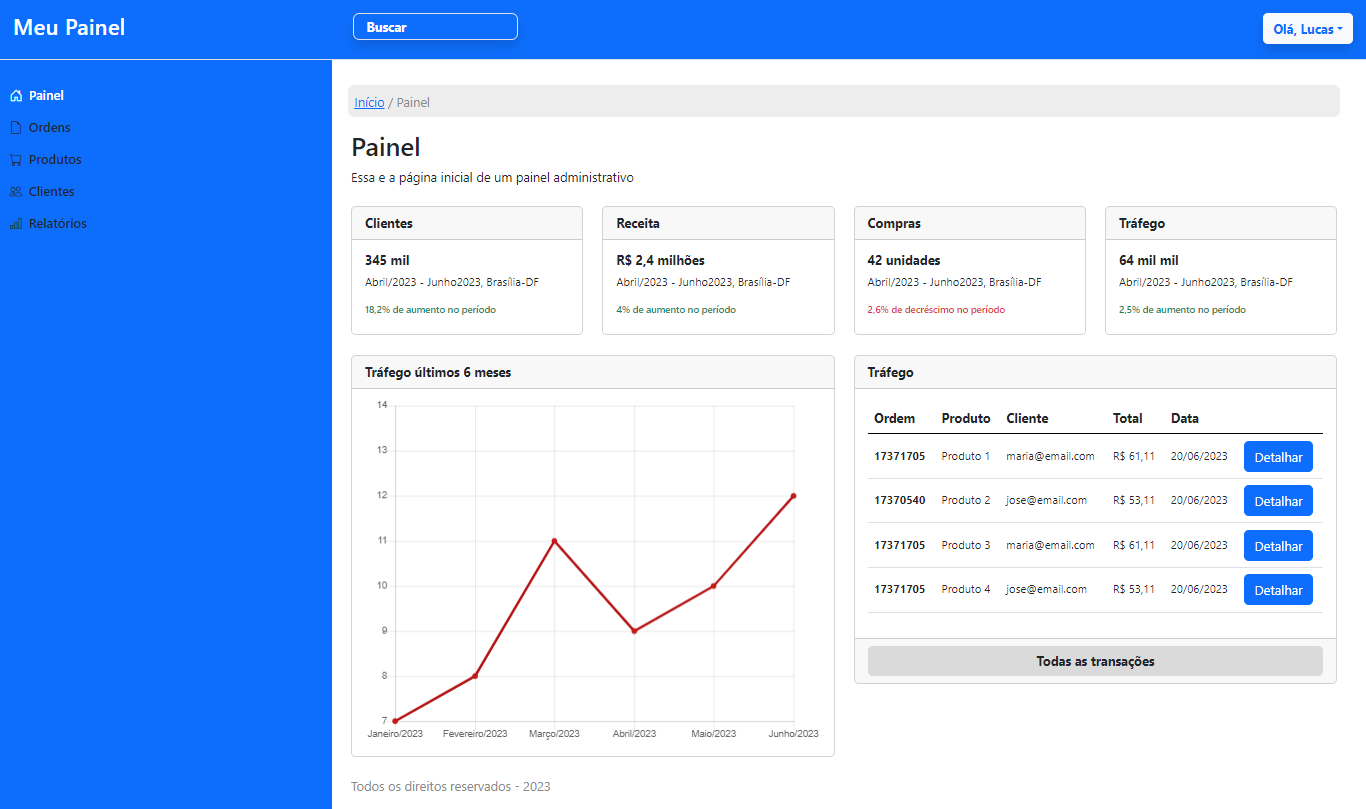 Meu Painel
Buscar
Olá, Lucas
Painel
Ordens
Produtos
Clientes
Relatórios
Início / Painel
Painel
Essa e a página inicial de um painel administrativo
Clientes
345 mil
Abril/2023 - Junho2023, Brasília-DF
18,2% de aumento no período
Receita
R$ 2,4 milhões
Abril/2023 - Junho2023, Brasília-DF
4% de aumento no período
Compras
42 unidades
Abril/2023 - Junho2023, Brasília-DF
2,6% de decréscimo no período
Tráfego
64 mil mil
Abril/2023 - Junho2023, Brasília-DF
2,5% de aumento no período
Tráfego últimos 6 meses
14
13
12
11
10
9
8
7
Janeiro/2023 Fevereiro/2023 Março/2023 Abril/2023 Maio/2023 Junho/2023
Tráfego
Ordem Produto Cliente Total Data
17371705 Produto 1 maria@email.com R$ 61,11 20/06/2023 Detalhar
17370540 Produto 2 jose@email.com R$ 53,11 20/06/2023 Detalhar
17371705 Produto 3 maria@email.com R$ 61,11 20/06/2023 Detalhar
17371705 Produto 4 jose@email.com R$ 53,11 20/06/2023 Detalhar
Todas as transações
Todos os direitos reservados - 2023